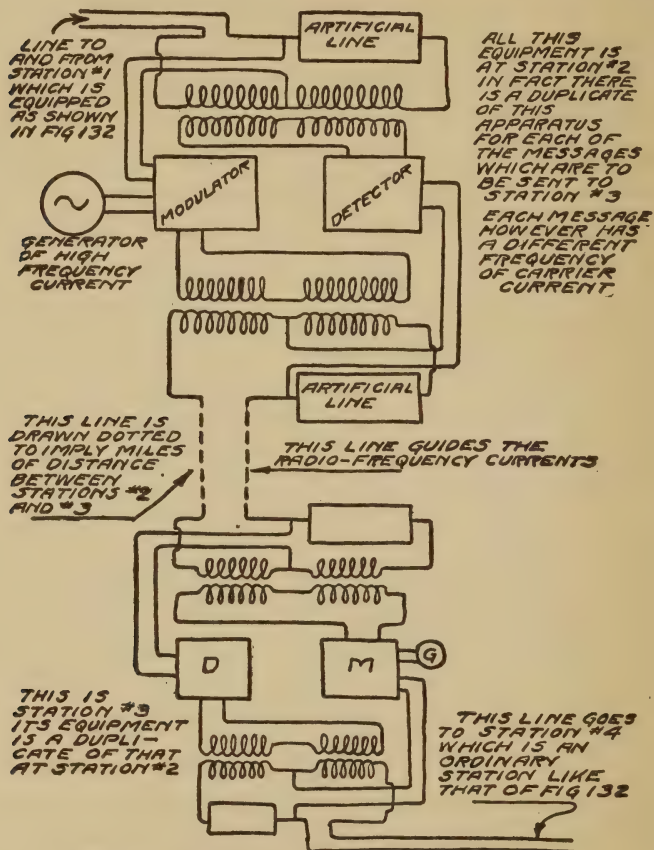 LINE TO
AND FROM
STATION #1
WHICH IS
EQUIPPED
AS SHOWN
IN FIG 132
ARTIFICIAL
LINE
ALL THIS
EQUIPMENT IS
AT STATION #2
IN FACT THERE
IS A DUPLICATE
OF THIS
APPARATUS
FOR EACH OF
THE MESSAGES
WHICH ARE TO
BE SENT TO
STATION #3
EACH MESSAGE
HOWEVER HAS
A DIFFERENT
FREQUENCY
OF CARRIER
CURRENT.
MODULATOR
DETECTOR
GENERATOR
OF HIGH
FREQUENCY
CURRENT
ARTIFICIAL
LINE
THIS LINE IS
DRAWN DOTTED
TO IMPLY MILES
OF DISTANCE
BETWEEN
STATIONS #2
AND #3
THIS LINE GUIDES THE
RADIO-FREQUENCY CURRENTS
D
M
G
THIS IS
STATION #3
ITS EQUIPMENT
IS A DUPLI-
CATE OF THAT
AT STATION #2
THIS LINE GOES
TO STATION #4
WHICH IS AN
ORDINARY
STATION LIKE
THAT OF FIG 132